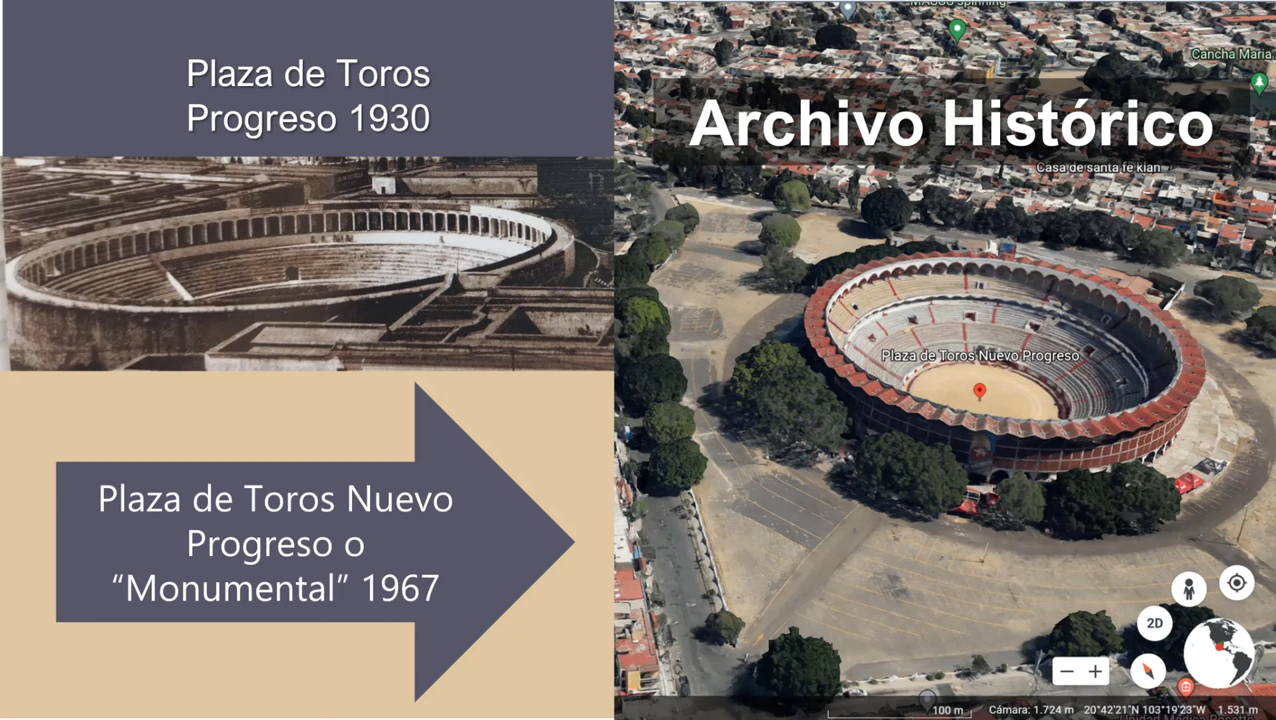 Plaza de Toros
Progreso 1930
Plaza de Toros Nuevo
Progreso o
“Monumental” 1967
Archivo Histórico
Cancha Maria
Casa de santa fe kian
Plaza de Toros Nuevo Progreso
2D
100 m
Cámara: 1.724 m 20°42'21"N 103°19'23"W 1.531 m